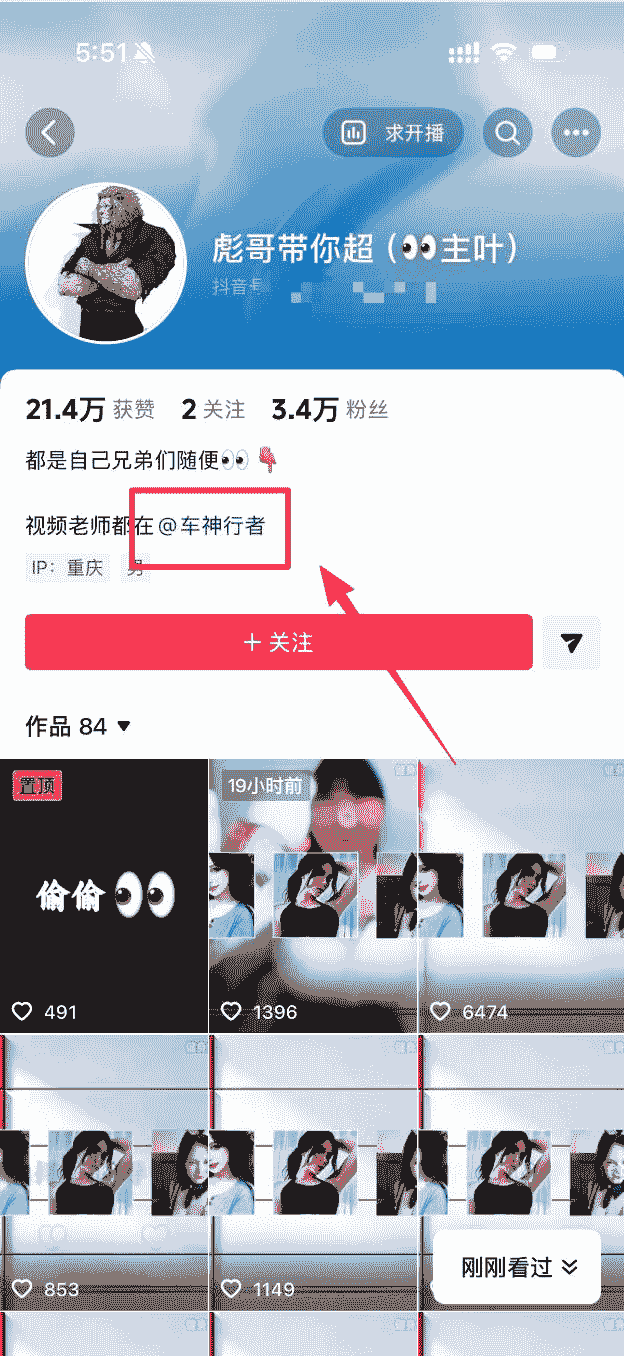 5:51
求开播
彪哥带你超（👀主叶）
抖音号
21.4万 获赞 2 关注 3.4万 粉丝
都是自己兄弟们随便👀👇
视频老师都在 @车神行者
IP：重庆 男
+ 关注
作品 84
置顶
偷偷👀
491
19小时前
1396
6474
853
1149
刚刚看过